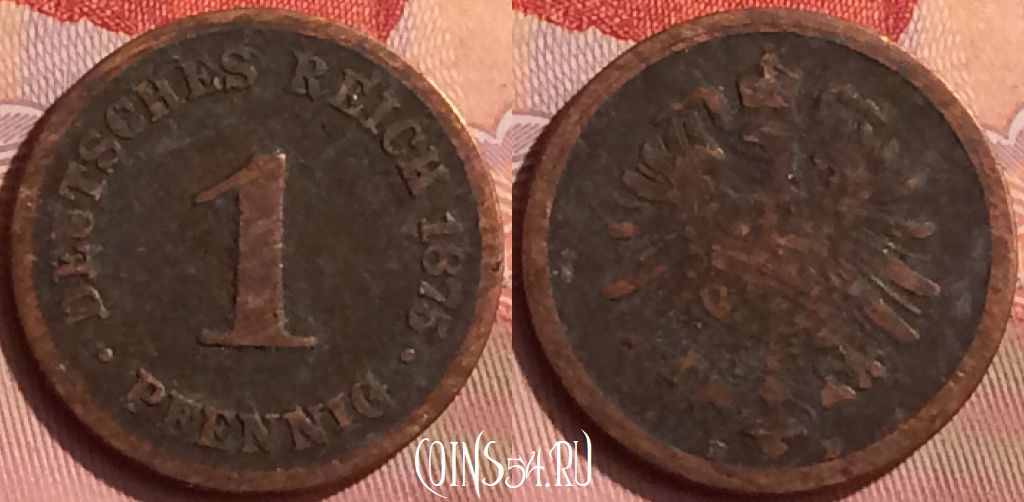 DEUTSCHES REICH 1875
1
PFENNIG
COINS54.RU